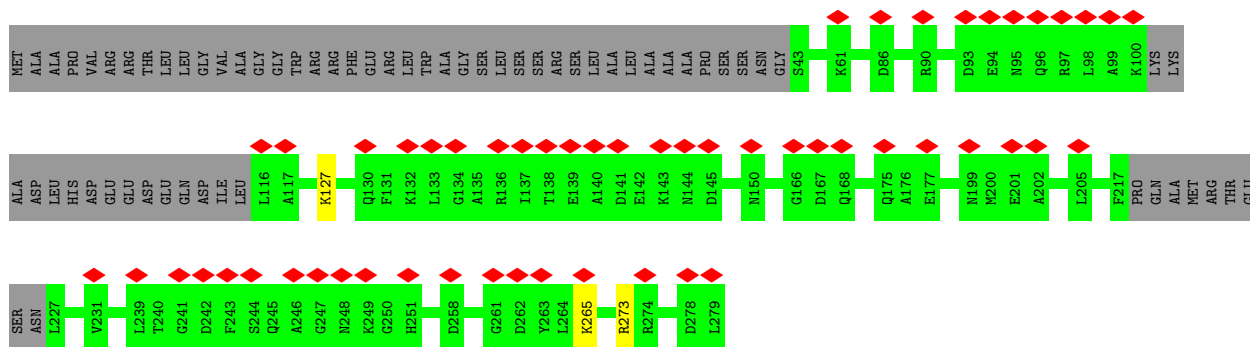 MET ALA ALA PRO VAL ARG ARG THR LEU LEU GLY VAL ALA GLY GLY TRP ARG ARG PHE GLU ARG LEU TRP ALA GLY SER LEU SER SER ARG SER LEU ALA LEU ALA ALA ALA PRO SER SER ASN GLY S43 K61 D86 R90 D93 E94 N95 Q96 R97 L98 A99 K100 LYS LYS
ALA ASP LEU HIS ASP GLU GLU ASP GLU GLN ASP ILE LEU L116 A117 K127 Q130 F131 K132 L133 G134 A135 R136 I137 T138 E139 A140 D141 E142 K143 N144 D145 N150 G166 D167 Q168 Q175 A176 E177 N199 M200 E201 A202 L205 F217 PRO GLN ALA MET ARG THR GLU
SER ASN L227 V231 L239 T240 G241 D242 F243 S244 Q245 A246 G247 N248 K249 G250 H251 D258 G261 D262 Y263 L264 K265 R273 R274 D278 L279